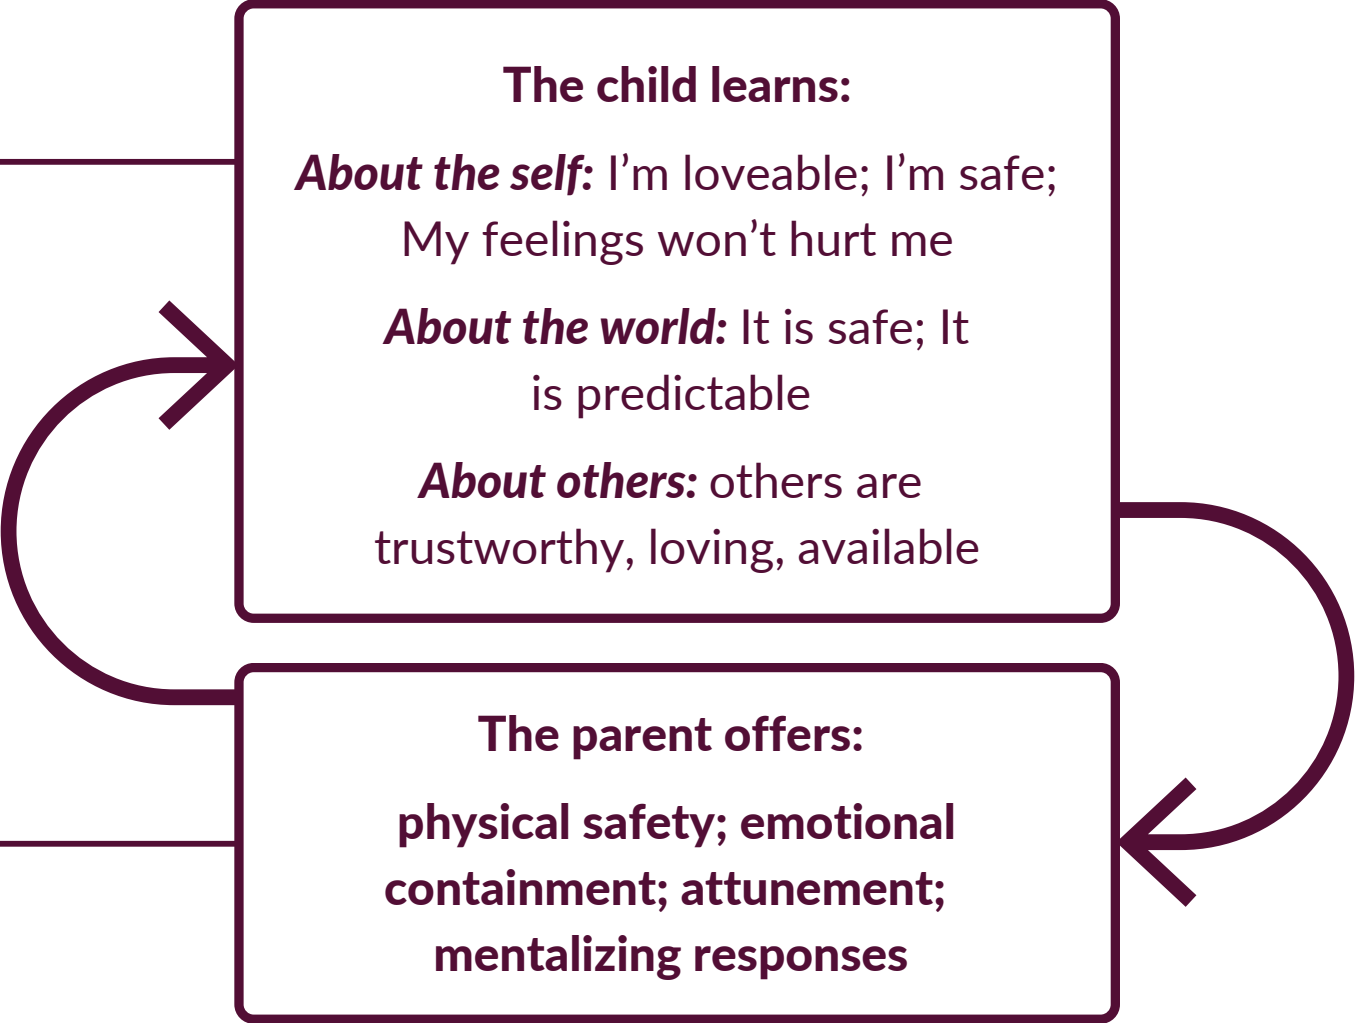 The child learns:
About the self: I’m loveable; I’m safe;
My feelings won’t hurt me
About the world: It is safe; It
is predictable
About others: others are
trustworthy, loving, available
The parent offers:
physical safety; emotional
containment; attunement;
mentalizing responses